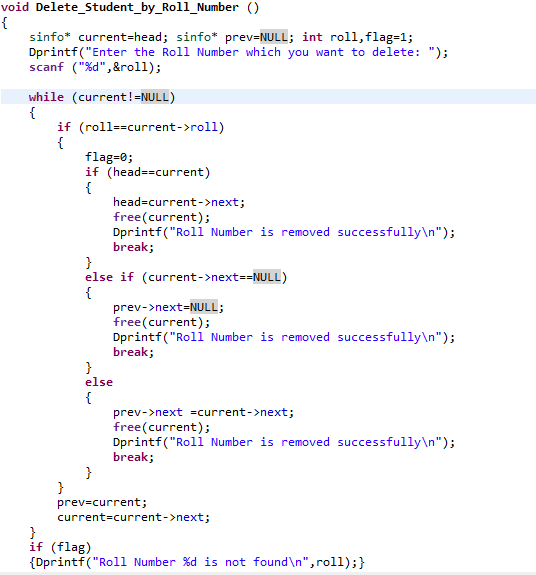 void Delete_Student_by_Roll_Number ()
{
    sinfo* current=head; sinfo* prev=NULL; int roll,flag=1;
    Dprintf("Enter the Roll Number which you want to delete: ");
    scanf ("%d",&roll);

    while (current!=NULL)
    {
        if (roll==current->roll)
        {
            flag=0;
            if (head==current)
            {
                head=current->next;
                free(current);
                Dprintf("Roll Number is removed successfully\n");
                break;
            }
            else if (current->next==NULL)
            {
                prev->next=NULL;
                free(current);
                Dprintf("Roll Number is removed successfully\n");
                break;
            }
            else
            {
                prev->next =current->next;
                free(current);
                Dprintf("Roll Number is removed successfully\n");
                break;
            }
        }
        prev=current;
        current=current->next;
    }
    if (flag)
    {Dprintf("Roll Number %d is not found\n",roll);}